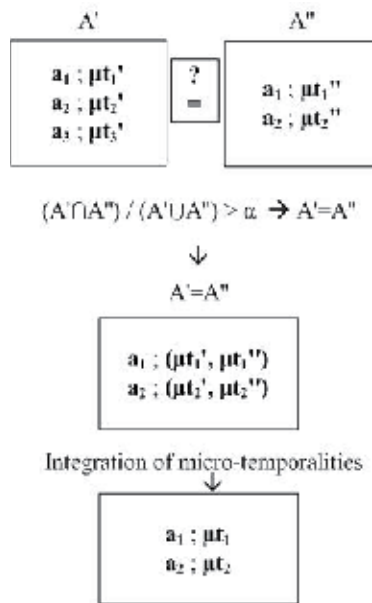 A' A"
a₁ ; μt₁' ? a₁ ; μt₁"
a₂ ; μt₂' = a₂ ; μt₂"
a₃ ; μt₃'
(A'∩A") / (A'∪A") > α → A'=A"
↓
A'=A"
a₁ ; (μt₁', μt₁")
a₂ ; (μt₂', μt₂")
Integration of micro-temporalities
↓
a₁ ; μt₁
a₂ ; μt₂